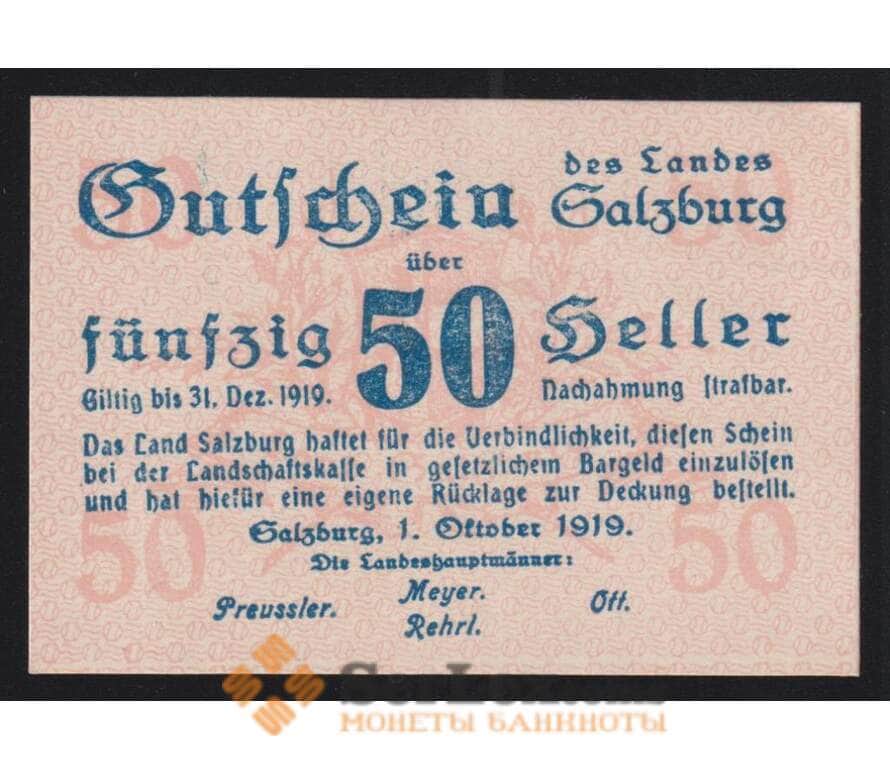 Gutschein des Landes Salzburg
über
fünfzig 50 Heller
Giltig bis 31. Dez. 1919. Nachahmung strafbar.
Das Land Salzburg haftet für die Verbindlichkeit, diesen Schein
bei der Landschaftskasse in gesetzlichem Bargeld einzulösen
und hat hiefür eine eigene Rücklage zur Deckung bestellt.
Salzburg, 1. Oktober 1919.
Die Landeshauptmänner:
Preussler. Meyer. Ott.
Rehrl.
50 50
МОНЕТЫ БАНКНОТЫ